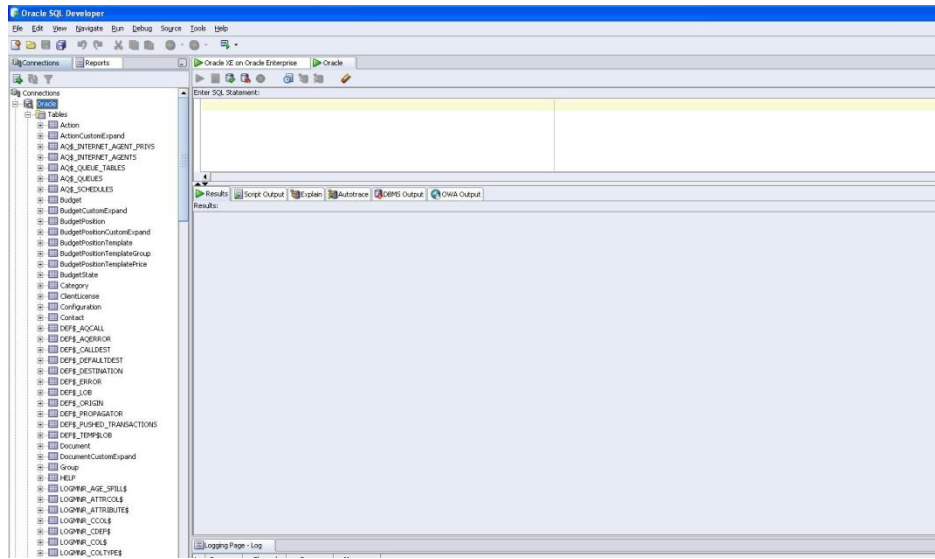 Oracle SQL Developer
File Edit View Navigate Run Debug Source Tools Help
Connections Reports
Oracle XE on Oracle Enterprise Oracle
Connections
Enter SQL Statement:
Oracle
Tables
Action
ActionCustomExpand
AQ$_INTERNET_AGENT_PRIVS
AQ$_INTERNET_AGENTS
AQ$_QUEUE_TABLES
AQ$_QUEUES
AQ$_SCHEDULES
Budget
BudgetCustomExpand
BudgetPosition
BudgetPositionCustomExpand
BudgetPositionTemplate
BudgetPositionTemplateGroup
BudgetPositionTemplatePrice
BudgetState
Category
ClientLicense
Configuration
Contact
DEF$_AQCALL
DEF$_AQERROR
DEF$_CALLDEST
DEF$_DEFAULTDEST
DEF$_DESTINATION
DEF$_ERROR
DEF$_LOB
DEF$_ORIGIN
DEF$_PROPAGATOR
DEF$_PUSHED_TRANSACTIONS
DEF$_TEMP$LOB
Document
DocumentCustomExpand
Group
HELP
LOGMNR_AGE_SPILL$
LOGMNR_ATTRCOL$
LOGMNR_ATTRIBUTE$
LOGMNR_CCOL$
LOGMNR_CDEF$
LOGMNR_COL$
LOGMNR_COLTYPE$
Results Script Output Explain Autotrace DBMS Output OWA Output
Results:
Logging Page - Log